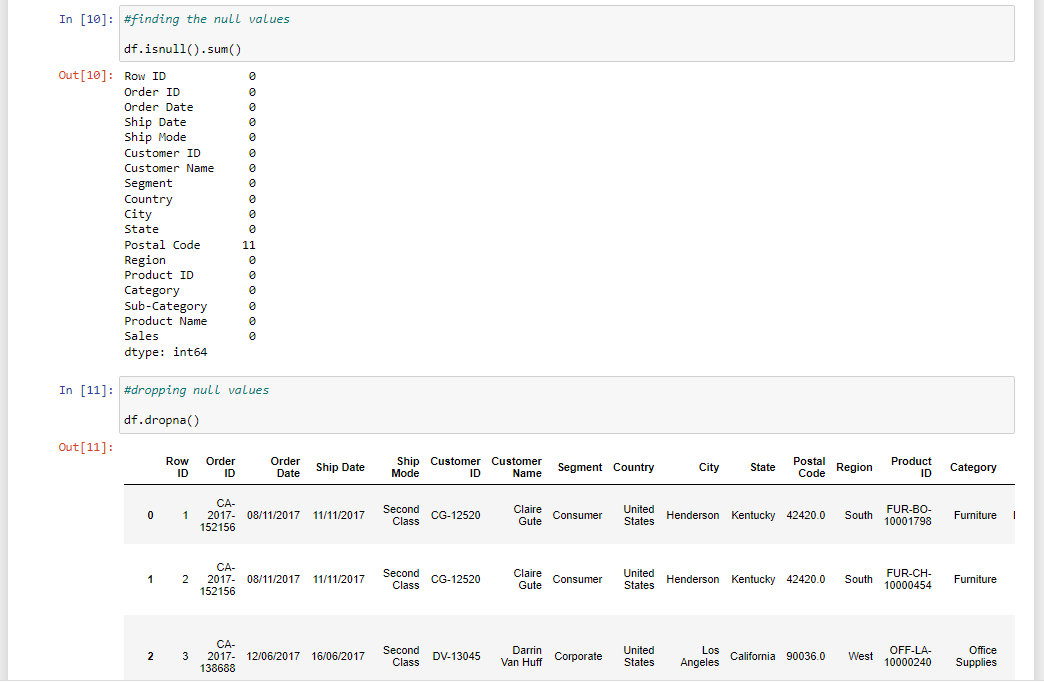 In [10]: #finding the null values
df.isnull().sum()
Out[10]: Row ID 0
Order ID 0
Order Date 0
Ship Date 0
Ship Mode 0
Customer ID 0
Customer Name 0
Segment 0
Country 0
City 0
State 0
Postal Code 11
Region 0
Product ID 0
Category 0
Sub-Category 0
Product Name 0
Sales 0
dtype: int64
In [11]: #dropping null values
df.dropna()
Out[11]:
Row ID Order ID Order Date Ship Date Ship Mode Customer ID Customer Name Segment Country City State Postal Code Region Product ID Category
0 1 CA-2017-152156 08/11/2017 11/11/2017 Second Class CG-12520 Claire Gute Consumer United States Henderson Kentucky 42420.0 South FUR-BO-10001798 Furniture
1 2 CA-2017-152156 08/11/2017 11/11/2017 Second Class CG-12520 Claire Gute Consumer United States Henderson Kentucky 42420.0 South FUR-CH-10000454 Furniture
2 3 CA-2017-138688 12/06/2017 16/06/2017 Second Class DV-13045 Darrin Van Huff Corporate United States Los Angeles California 90036.0 West OFF-LA-10000240 Office Supplies